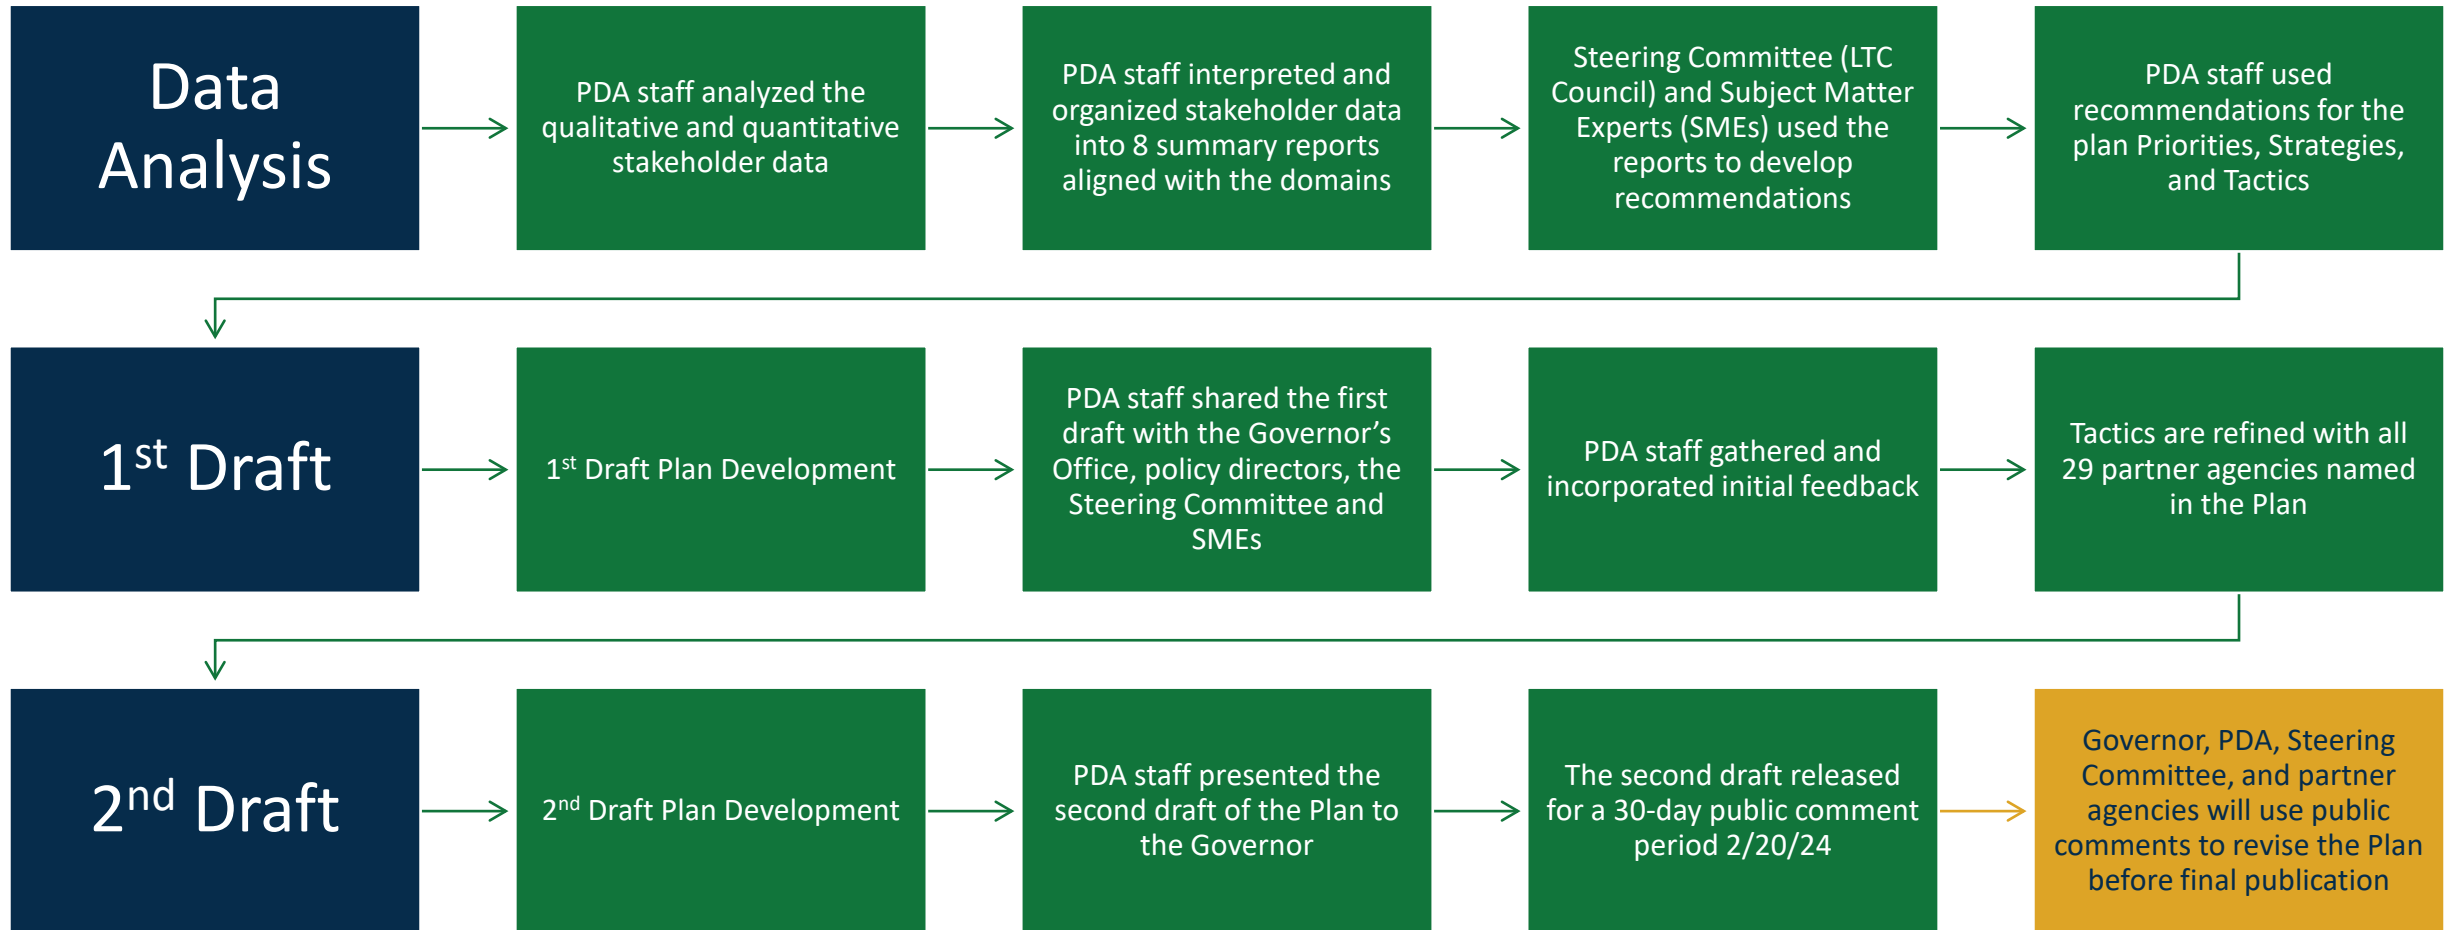 Data
Analysis
PDA staff analyzed the
qualitative and quantitative
stakeholder data
PDA staff interpreted and
organized stakeholder data
into 8 summary reports
aligned with the domains
Steering Committee (LTC
Council) and Subject Matter
Experts (SMEs) used the
reports to develop
recommendations
PDA staff used
recommendations for the
plan Priorities, Strategies,
and Tactics
1st Draft
1st Draft Plan Development
PDA staff shared the first
draft with the Governor’s
Office, policy directors, the
Steering Committee and
SMEs
PDA staff gathered and
incorporated initial feedback
Tactics are refined with all
29 partner agencies named
in the Plan
2nd Draft
2nd Draft Plan Development
PDA staff presented the
second draft of the Plan to
the Governor
The second draft released
for a 30-day public comment
period 2/20/24
Governor, PDA, Steering
Committee, and partner
agencies will use public
comments to revise the Plan
before final publication